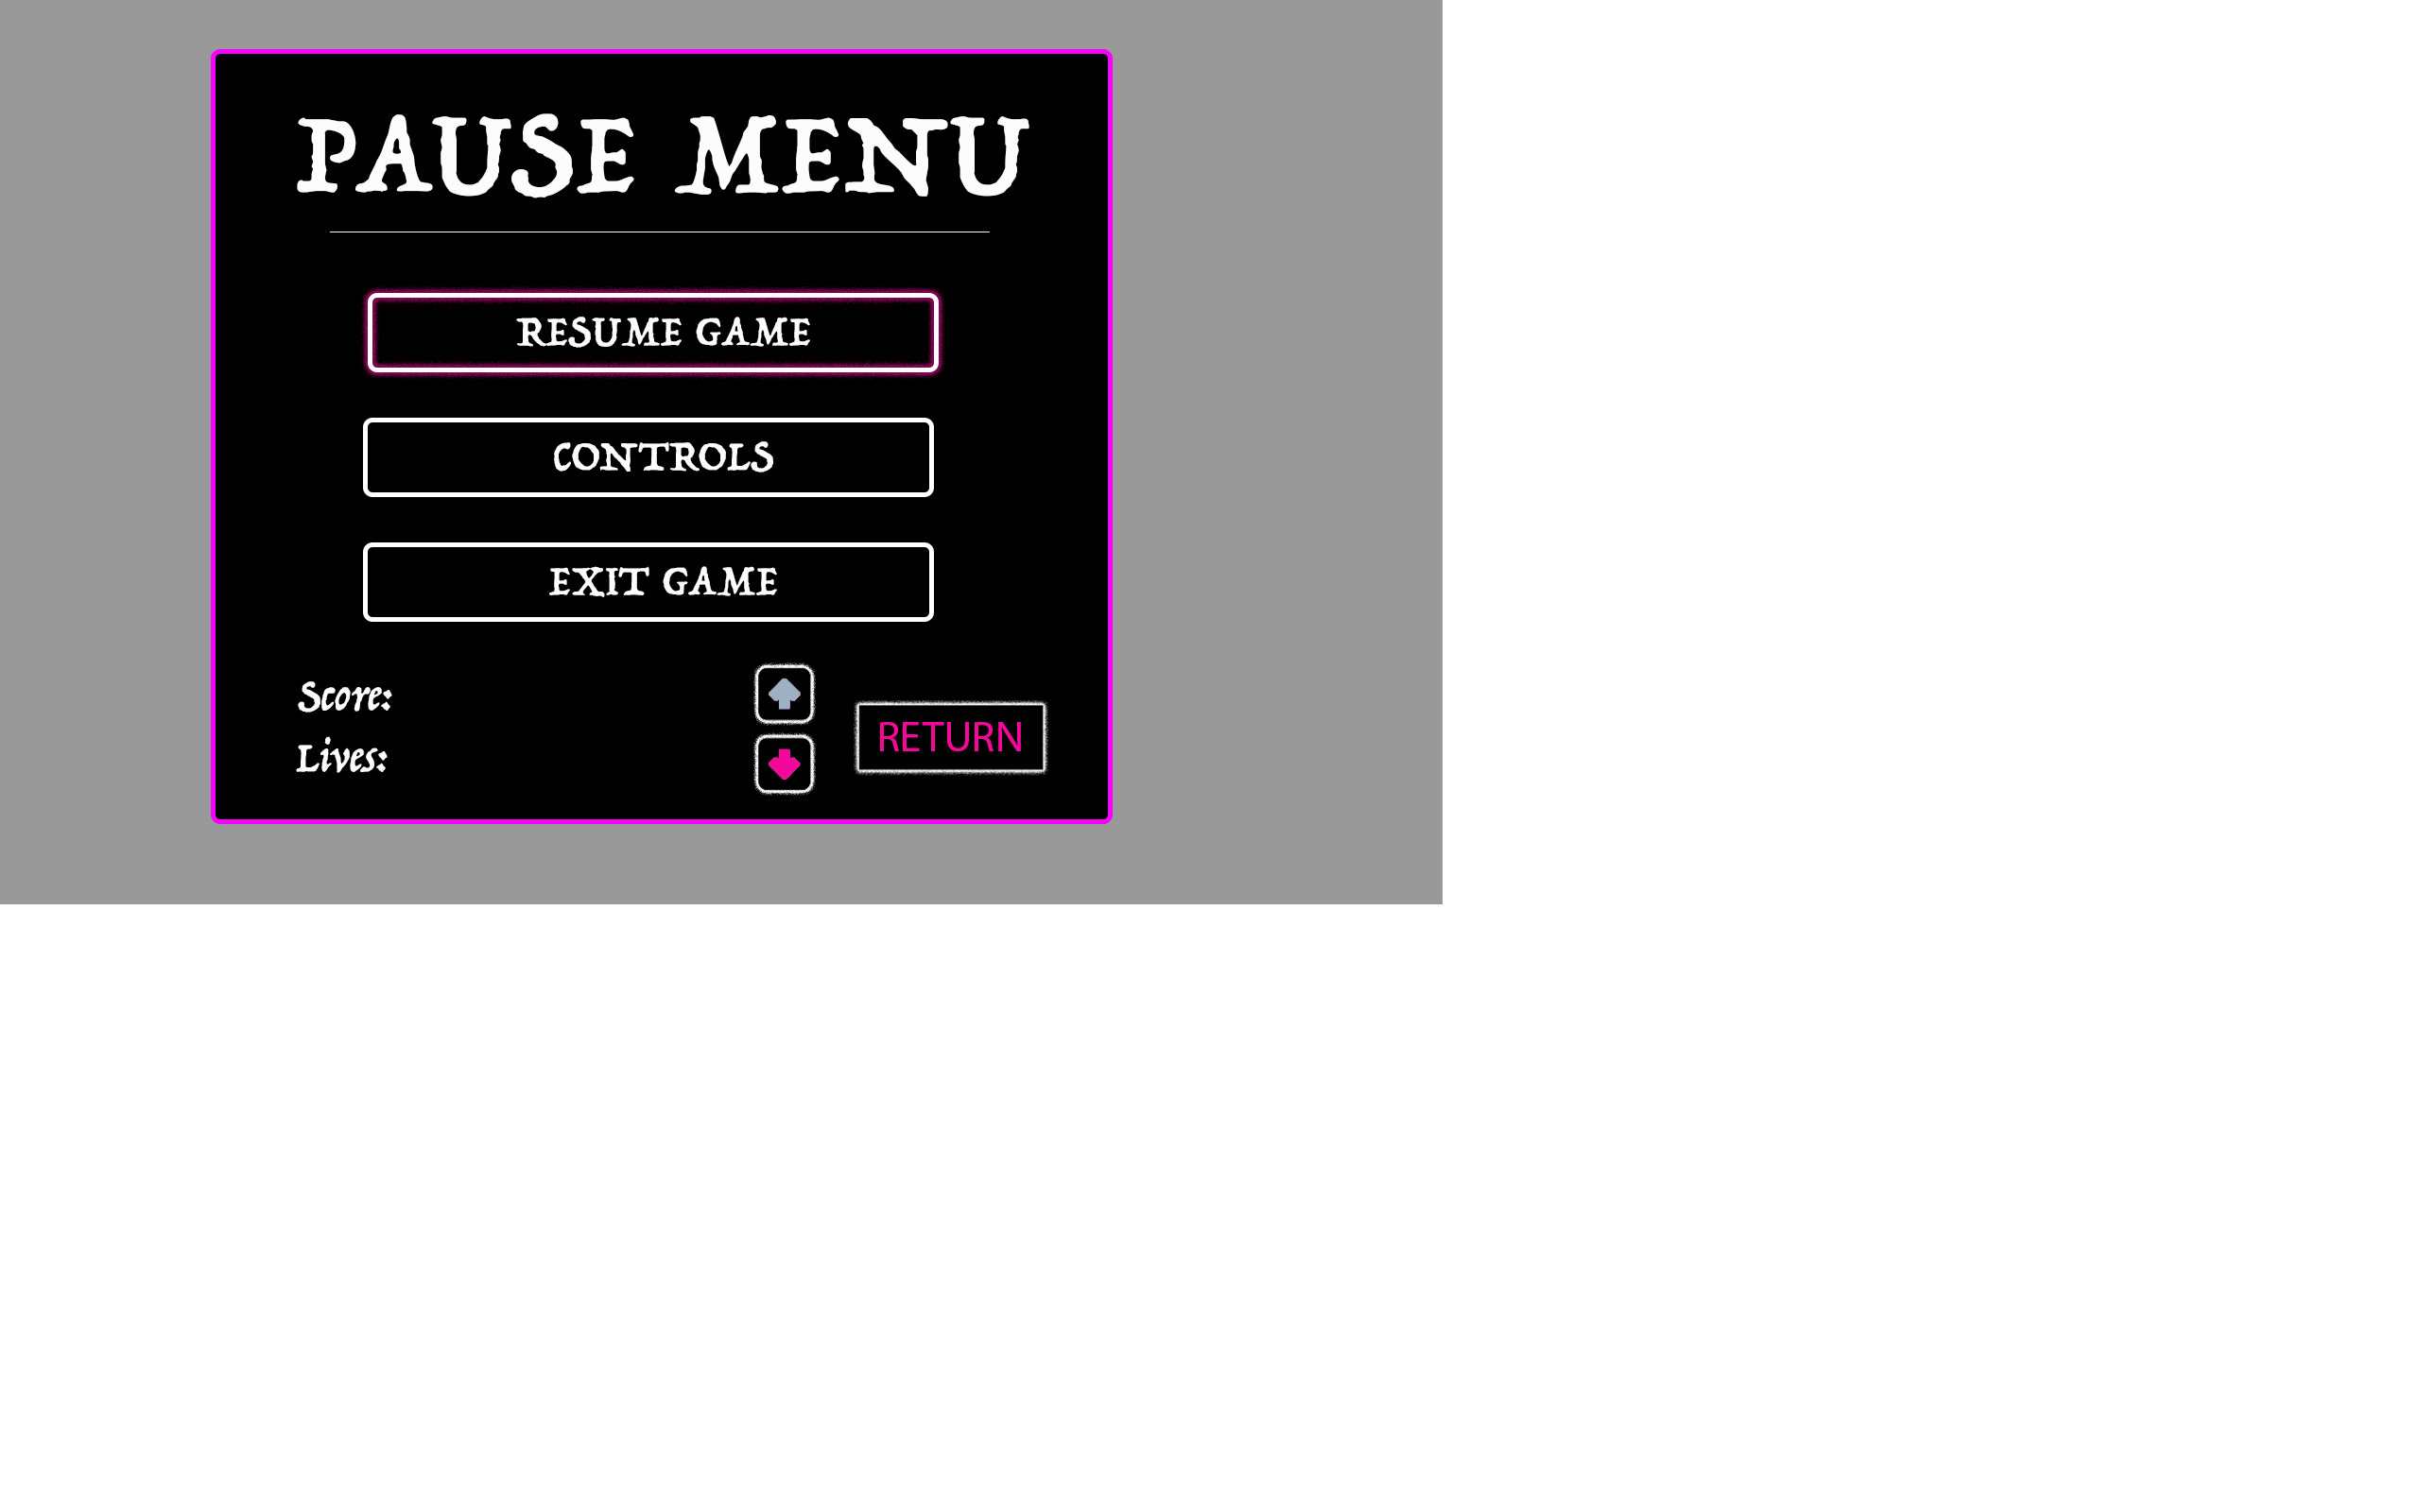 PAUSE MENU
RESUME GAME
CONTROLS
EXIT GAME
Score:
Lives:
RETURN